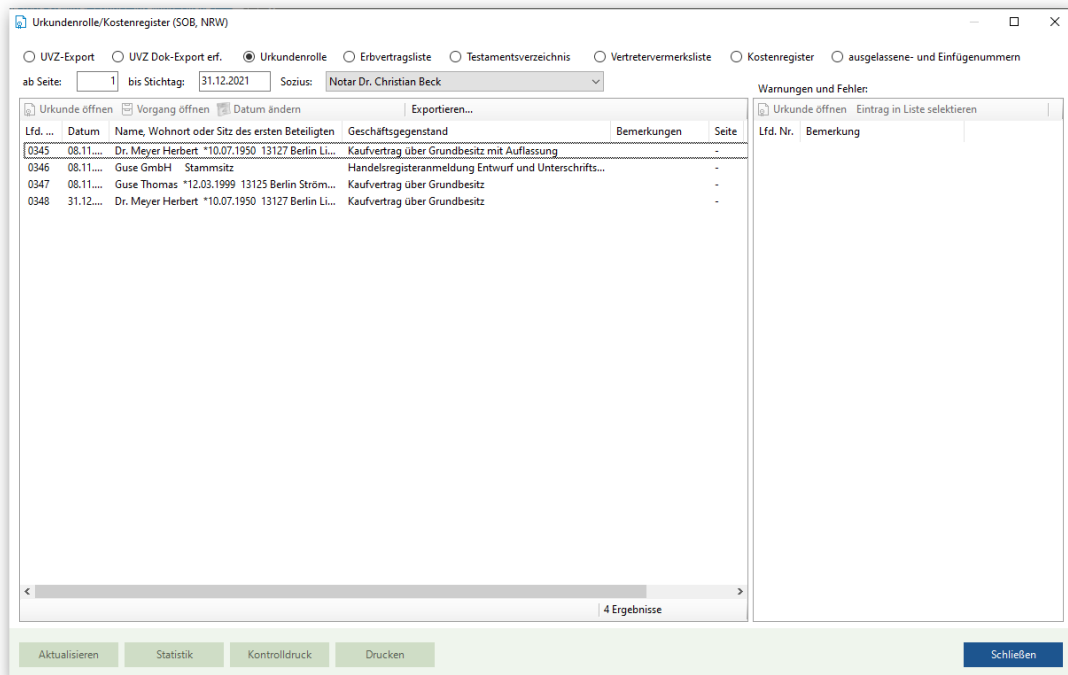 Urkundenrolle/Kostenregister (SOB, NRW)
UVZ-Export UVZ Dok-Export erf. Urkundenrolle Erbvertragsliste Testamentsverzeichnis Vertretervermerksliste Kostenregister ausgelassene- und Einfügenummern
ab Seite: 1 bis Stichtag: 31.12.2021 Sozius: Notar Dr. Christian Beck
Warnungen und Fehler:
Urkunde öffnen Vorgang öffnen Datum ändern Exportieren...
Urkunde öffnen Eintrag in Liste selektieren
Lfd. ... Datum Name, Wohnort oder Sitz des ersten Beteiligten Geschäftsgegenstand Bemerkungen Seite
Lfd. Nr. Bemerkung
0345 08.11.... Dr. Meyer Herbert *10.07.1950 13127 Berlin Li... Kaufvertrag über Grundbesitz mit Auflassung -
0346 08.11.... Guse GmbH Stammsitz Handelsregisteranmeldung Entwurf und Unterschrifts... -
0347 08.11.... Guse Thomas *12.03.1999 13125 Berlin Ström... Kaufvertrag über Grundbesitz -
0348 31.12.... Dr. Meyer Herbert *10.07.1950 13127 Berlin Li... Kaufvertrag über Grundbesitz -
4 Ergebnisse
Aktualisieren Statistik Kontrolldruck Drucken Schließen